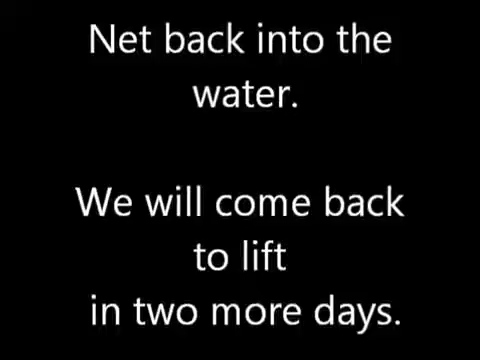 Net back into the
water.
We will come back
to lift
in two more days.